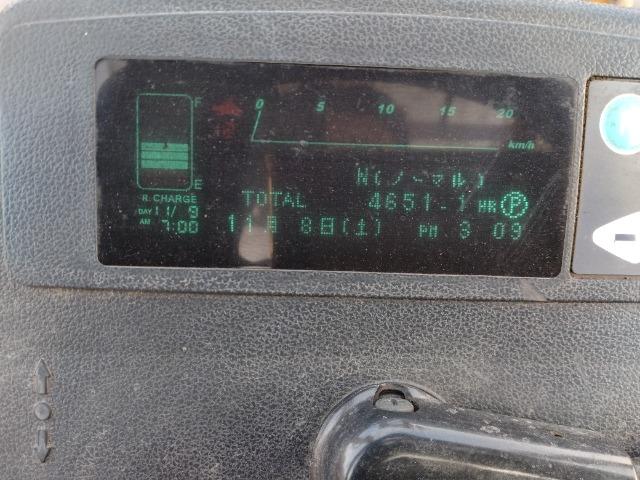 F
0 5 10 15 20
km/h
E
N(ノーマル)
R. CHARGE
TOTAL 4651.1 HR P
DAY 11/ 9
11月 8日(土) PM 3 09
AM 7:00